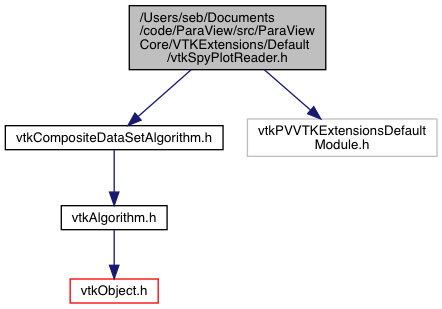 /Users/seb/Documents
/code/ParaView/src/ParaView
Core/VTKExtensions/Default
/vtkSpyPlotReader.h
vtkCompositeDataSetAlgorithm.h
vtkPVVTKExtensionsDefault
Module.h
vtkAlgorithm.h
vtkObject.h